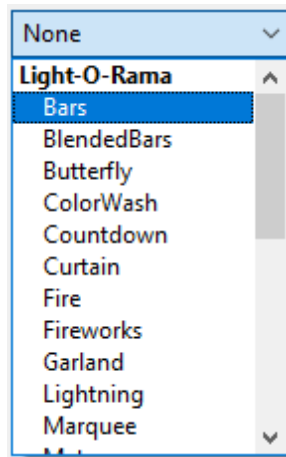 None
Light-O-Rama
Bars
BlendedBars
Butterfly
ColorWash
Countdown
Curtain
Fire
Fireworks
Garland
Lightning
Marquee